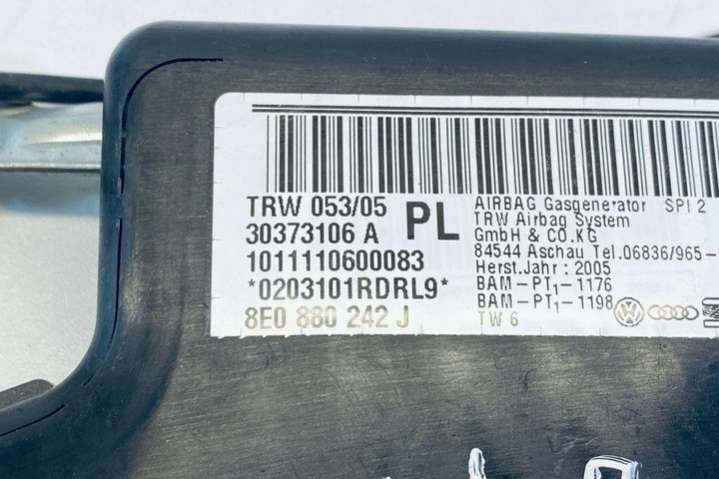 TRW 053/05
30373106 A
1011110600083
*0203101RDRL9*
8E0 880 242 J
PL
AIRBAG Gasgenerator SPI 2
TRW Airbag System
GmbH & CO.KG
84544 Aschau Tel.06836/965-
Herst.Jahr : 2005
BAM-PT1-1176
BAM-PT1-1198
TW 6